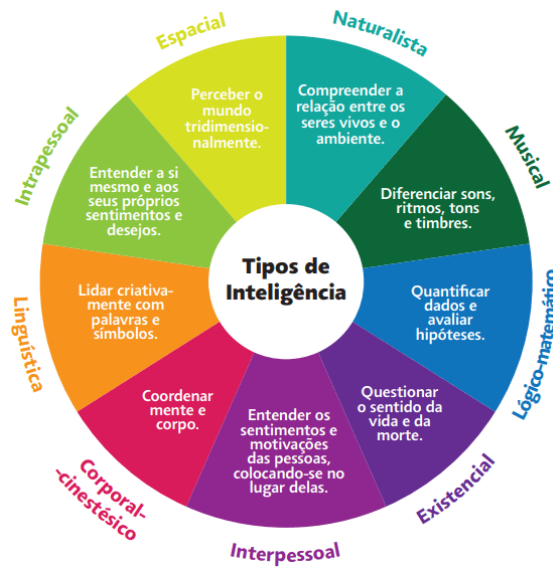 Tipos de
Inteligência
Naturalista
Compreender a
relação entre os
seres vivos e o
ambiente.
Musical
Diferenciar sons,
ritmos, tons
e timbres.
Lógico-matemático
Quantificar
dados e
avaliar
hipóteses.
Existencial
Questionar
o sentido da
vida e da
morte.
Interpessoal
Entender os
sentimentos e
motivações
das pessoas,
colocando-se no
lugar delas.
Corporal-
-cinestésico
Coordenar
mente e
corpo.
Linguística
Lidar criativa-
mente com
palavras e
símbolos.
Intrapessoal
Entender a si
mesmo e aos
seus próprios
sentimentos e
desejos.
Espacial
Perceber o
mundo
tridimensio-
nalmente.